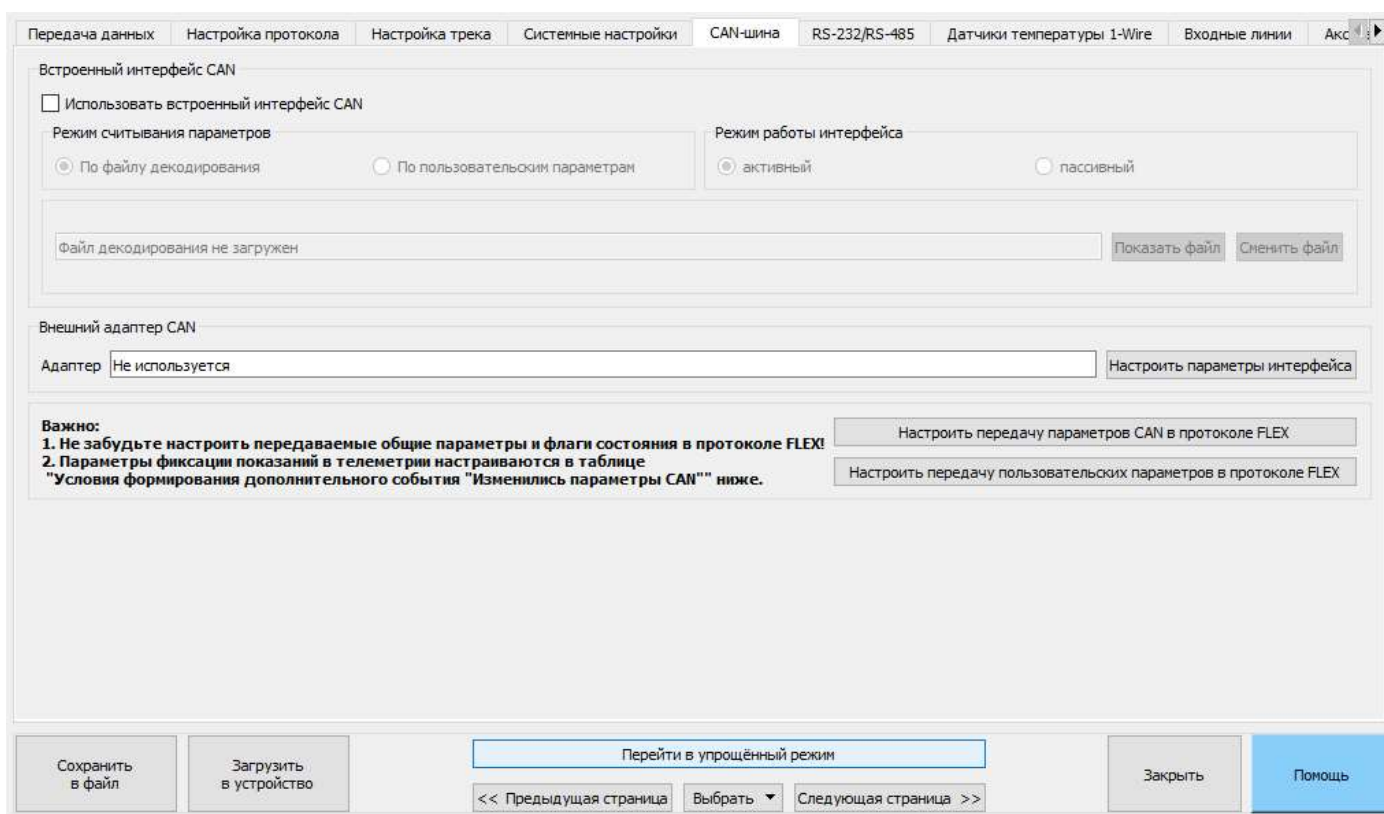 Передача данных
Настройка протокола
Настройка трека
Системные настройки
CAN-шина
RS-232/RS-485
Датчики температуры 1-Wire
Входные линии
Встроенный интерфейс CAN
Использовать встроенный интерфейс CAN
Режим считывания параметров
Режим работы интерфейса
По файлу декодирования
По пользовательским параметрам
активный
пассивный
Файл декодирования не загружен
Показать файл
Сменить файл
Внешний адаптер CAN
Адаптер
Не используется
Настроить параметры интерфейса
Важно:
1. Не забудьте настроить передаваемые общие параметры и флаги состояния в протоколе FLEX!
2. Параметры фиксации показаний в телеметрии настраиваются в таблице
"Условия формирования дополнительного события "Изменились параметры CAN"" ниже.
Настроить передачу параметров CAN в протоколе FLEX
Настроить передачу пользовательских параметров в протоколе FLEX
Сохранить
в файл
Загрузить
в устройство
Перейти в упрощённый режим
<< Предыдущая страница
Выбрать
Следующая страница >>
Закрыть
Помощь